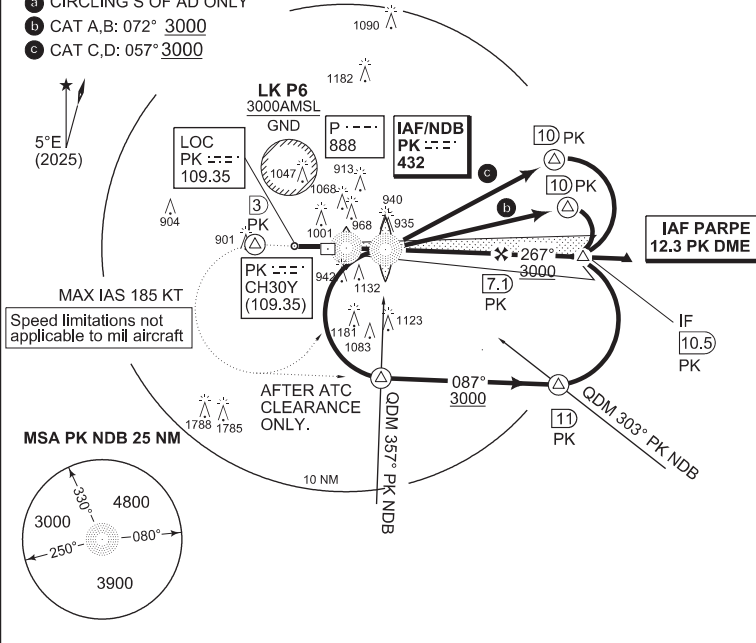 a CIRCLING S OF AD ONLY
b CAT A,B: 072° 3000
c CAT C,D: 057° 3000
1090
1182
LK P6
3000AMSL
GND
5°E
(2025)
LOC
PK
109.35
P
888
IAF/NDB
PK
432
10 PK
c
1047
913
1068
10 PK
b
904
3
PK
940
935
968
1001
901
IAF PARPE
12.3 PK DME
267°
3000
942
1132
PK
CH30Y
(109.35)
7.1
PK
MAX IAS 185 KT
Speed limitations not
applicable to mil aircraft
1181
1123
1083
IF
10.5
PK
087°
3000
AFTER ATC
CLEARANCE
ONLY.
11
PK
QDM 303° PK NDB
QDM 357° PK NDB
1788
1785
MSA PK NDB 25 NM
10 NM
330°
4800
3000
080°
250°
3900